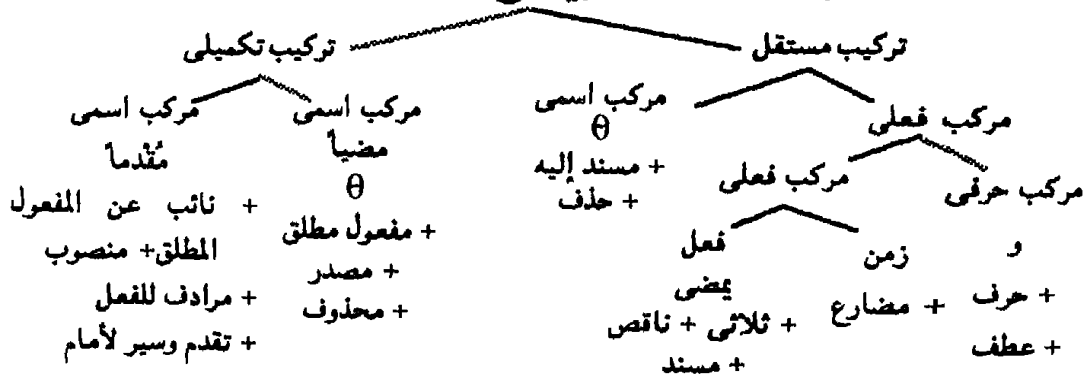 تركيب مستقل تركيب تكميلى
مركب فعلى مركب اسمى مركب اسمى مركب اسمى
θ مضياً مُقْدماً
مركب حرفى مركب فعلى + مسند إليه θ
+ حذف + مفعول مطلق + نائب عن المفعول
و زمن فعل + مصدر المطلق + منصوب
+ حرف + مضارع يمضى + محذوف + مرادف للفعل
+ عطف + ثلاثى + ناقص + تقدم وسير لأمام
+ مسند